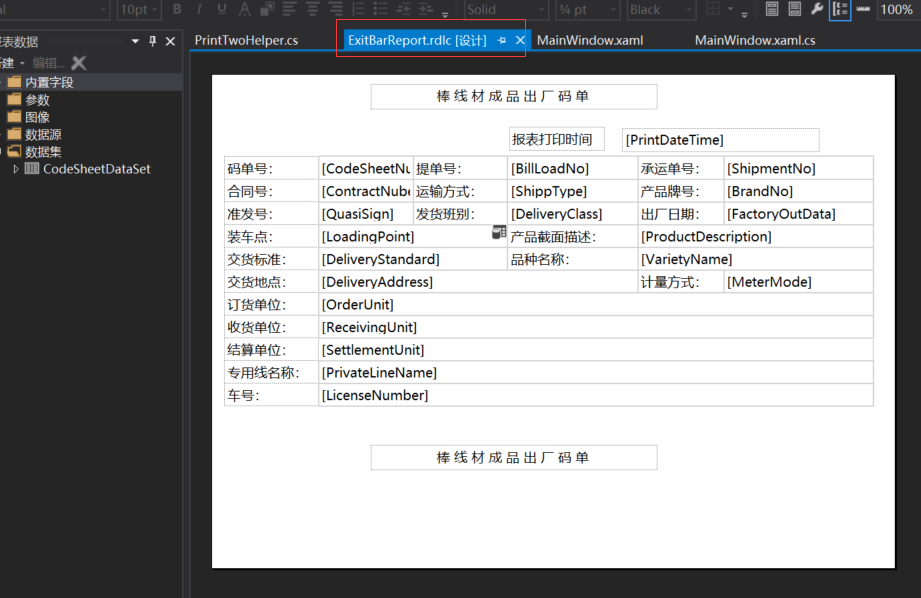 10pt B I U A Solid ¼ pt Black 100%
表数据
PrintTwoHelper.cs ExitBarReport.rdlc [设计] MainWindow.xaml MainWindow.xaml.cs
建 编辑...
内置字段
参数
图像
数据源
数据集
CodeSheetDataSet
棒线材成品出厂码单
报表打印时间 [PrintDateTime]
码单号: [CodeSheetNu 提单号: [BillLoadNo] 承运单号: [ShipmentNo]
合同号: [ContractNube 运输方式: [ShippType] 产品牌号: [BrandNo]
准发号: [QuasiSign] 发货班别: [DeliveryClass] 出厂日期: [FactoryOutData]
装车点: [LoadingPoint] 产品截面描述: [ProductDescription]
交货标准: [DeliveryStandard] 品种名称: [VarietyName]
交货地点: [DeliveryAddress] 计量方式: [MeterMode]
订货单位: [OrderUnit]
收货单位: [ReceivingUnit]
结算单位: [SettlementUnit]
专用线名称: [PrivateLineName]
车号: [LicenseNumber]
棒线材成品出厂码单